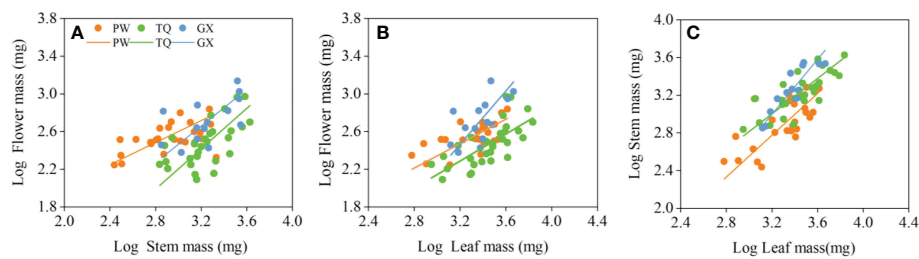 A
PW TQ GX
PW TQ GX
Log Flower mass (mg)
3.8
3.4
3.0
2.6
2.2
1.8
2.0 2.4 2.8 3.2 3.6 4.0
Log Stem mass (mg)
B
Log Flower mass (mg)
3.8
3.4
3.0
2.6
2.2
1.8
2.0 2.4 2.8 3.2 3.6 4.0 4.4
Log Leaf mass (mg)
C
Log Stem mass (mg)
4.0
3.6
3.2
2.8
2.4
2.0
2.4 2.8 3.2 3.6 4.0 4.4
Log Leaf mass(mg)